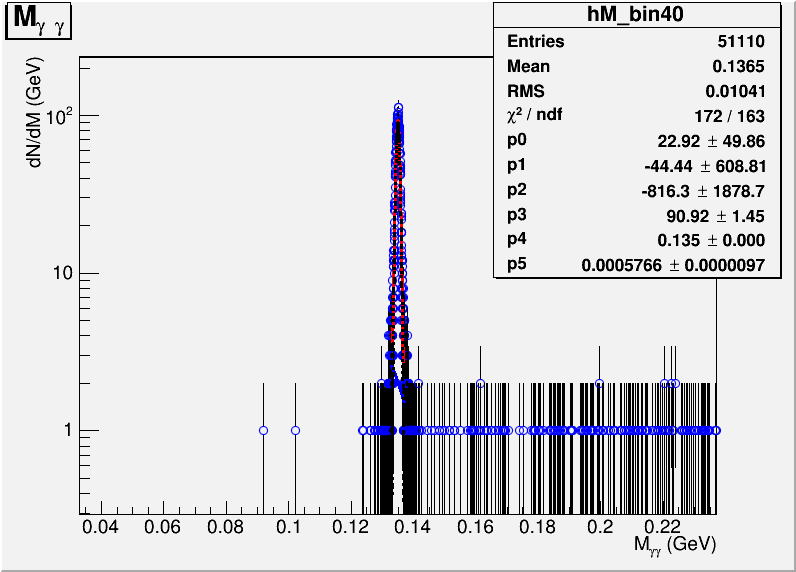 Mγ γ
hM_bin40
Entries 51110
Mean 0.1365
RMS 0.01041
χ² / ndf 172 / 163
p0 22.92 ± 49.86
p1 -44.44 ± 608.81
p2 -816.3 ± 1878.7
p3 90.92 ± 1.45
p4 0.135 ± 0.000
p5 0.0005766 ± 0.0000097
dN/dM (GeV)
10²
10
1
0.04 0.06 0.08 0.1 0.12 0.14 0.16 0.18 0.2 0.22
Mγγ (GeV)